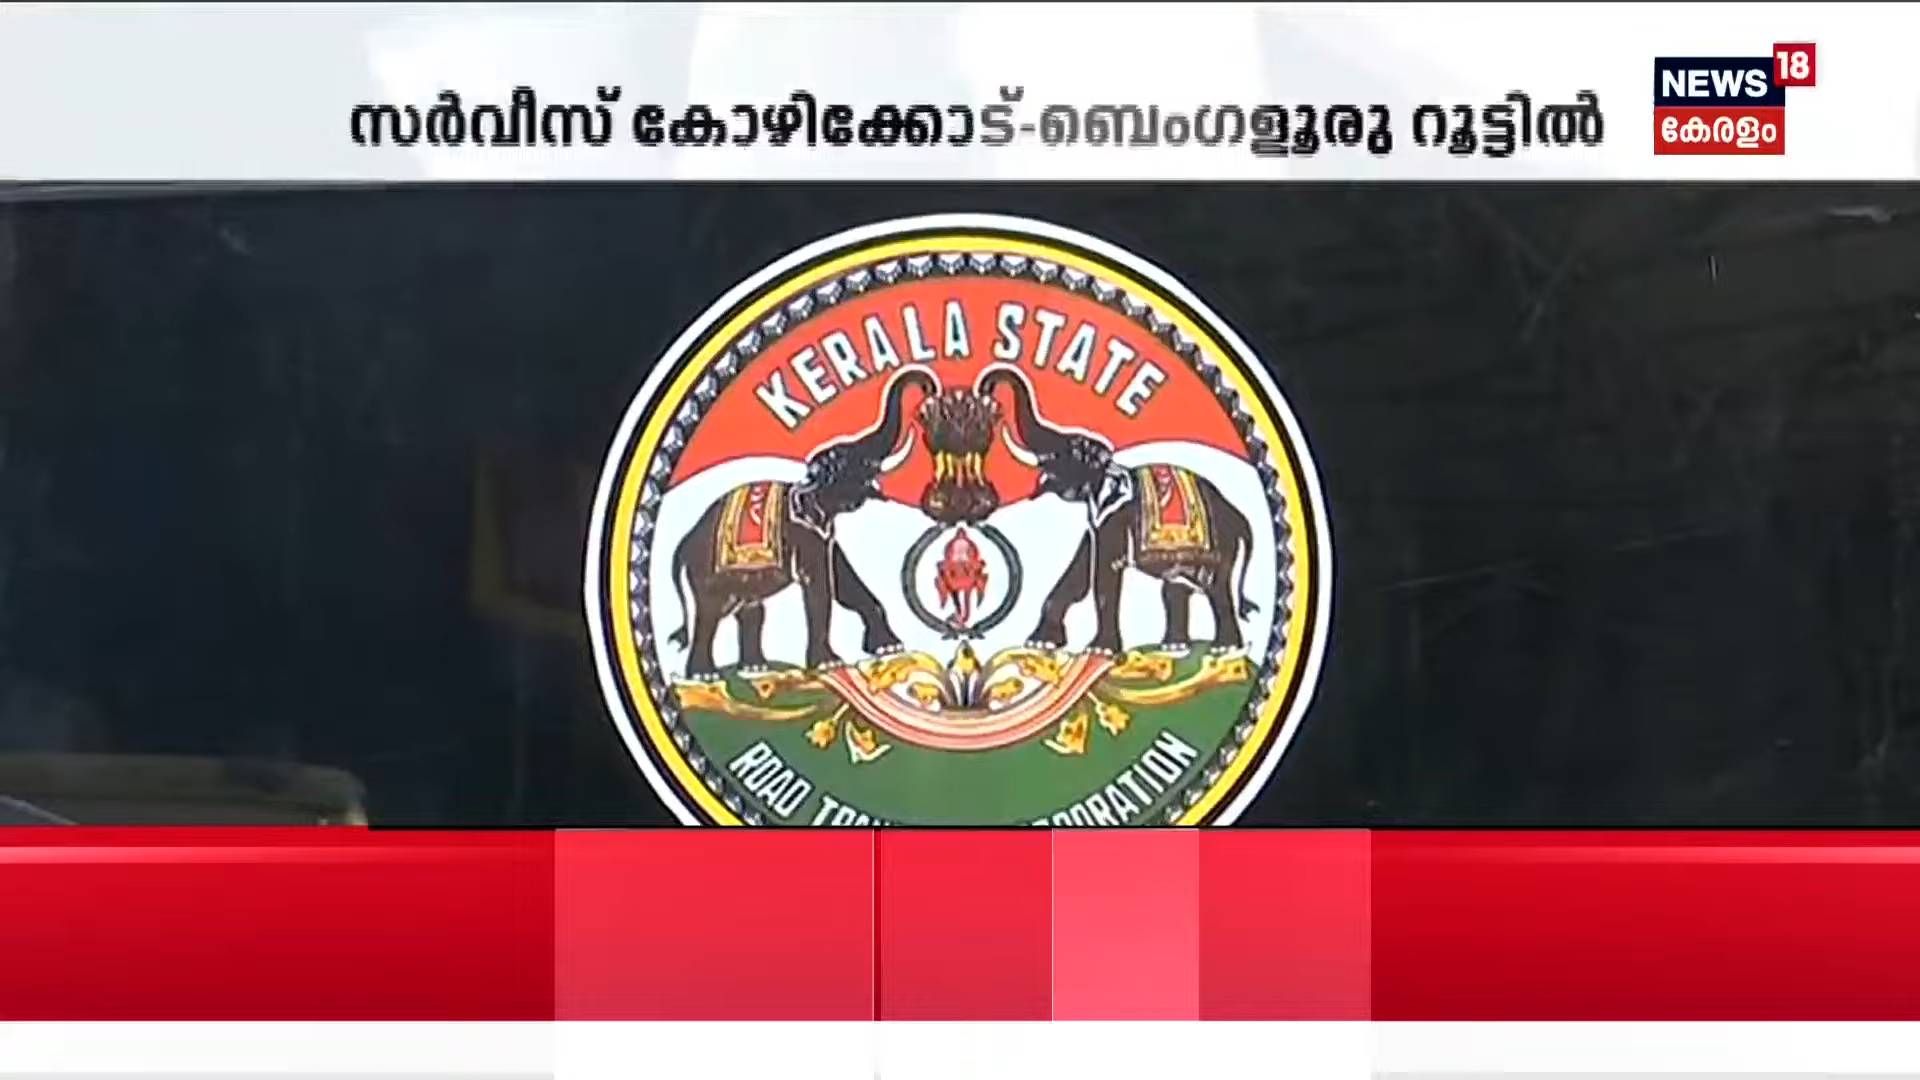 സർവീസ് കോഴിക്കോട്-ബെംഗളൂരു റൂട്ടിൽ
NEWS 18
കേരളം
KERALA STATE
ROAD